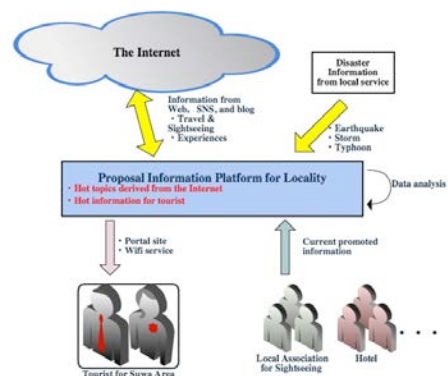 The Internet
Disaster
Information
from local service
Information from
Web, SNS, and blog
・Travel &
Sightseeing
・Experiences
・Earthquake
・Storm
・Typhoon
Proposal Information Platform for Locality
・Hot topics derived from the Internet
・Hot information for tourist
Data analysis
・Portal site
・Wifi service
Current promoted
information
Tourist for Suwa Area
Local Association
for Sightseeing
Hotel
・・・